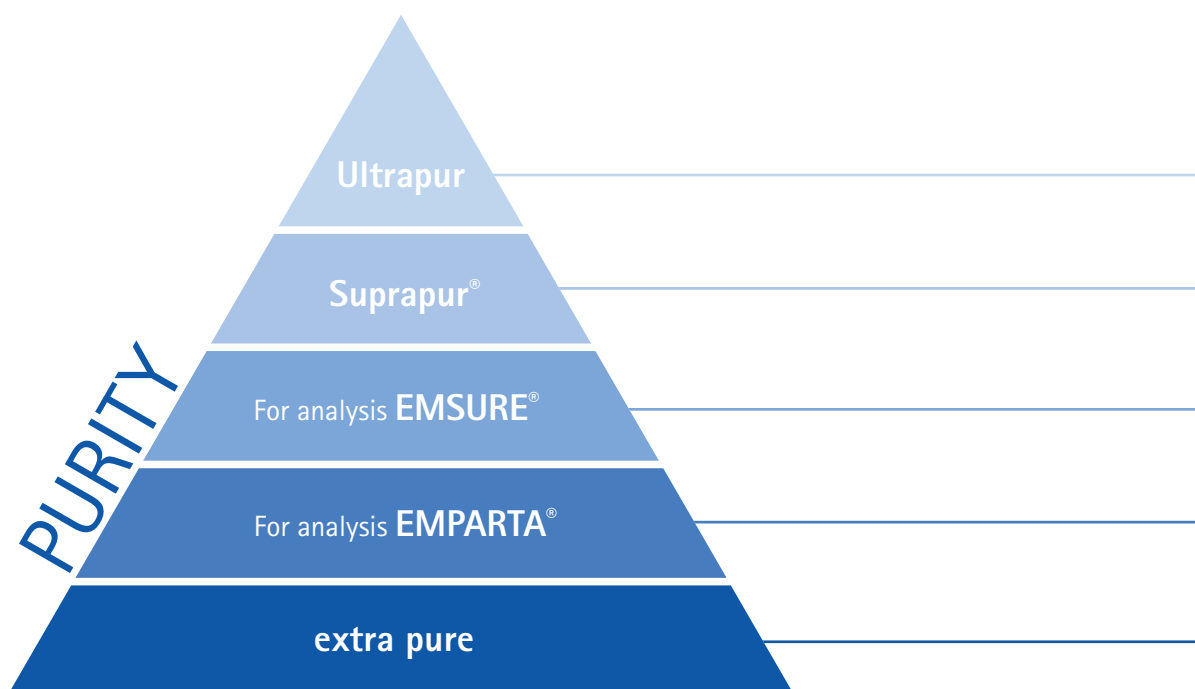 Ultrapur
Suprapur®
For analysis EMSURE®
For analysis EMPARTA®
extra pure
PURITY